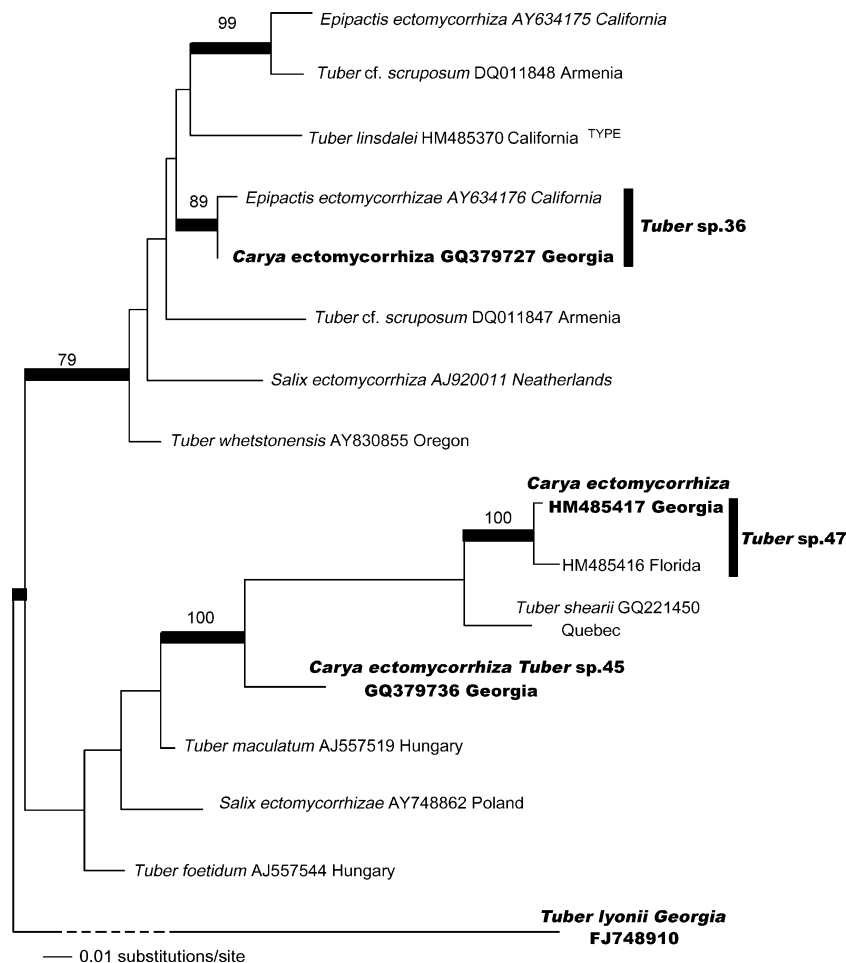 99
Epipactis ectomycorrhiza AY634175 California
Tuber cf. scruposum DQ011848 Armenia
Tuber linsdalei HM485370 California TYPE
89
Epipactis ectomycorrhizae AY634176 California
Tuber sp.36
Carya ectomycorrhiza GQ379727 Georgia
Tuber cf. scruposum DQ011847 Armenia
79
Salix ectomycorrhiza AJ920011 Neatherlands
Tuber whetstonensis AY830855 Oregon
Carya ectomycorrhiza
HM485417 Georgia
100
Tuber sp.47
HM485416 Florida
Tuber shearii GQ221450
Quebec
100
Carya ectomycorrhiza Tuber sp.45
GQ379736 Georgia
Tuber maculatum AJ557519 Hungary
Salix ectomycorrhizae AY748862 Poland
Tuber foetidum AJ557544 Hungary
Tuber lyonii Georgia
FJ748910
0.01 substitutions/site